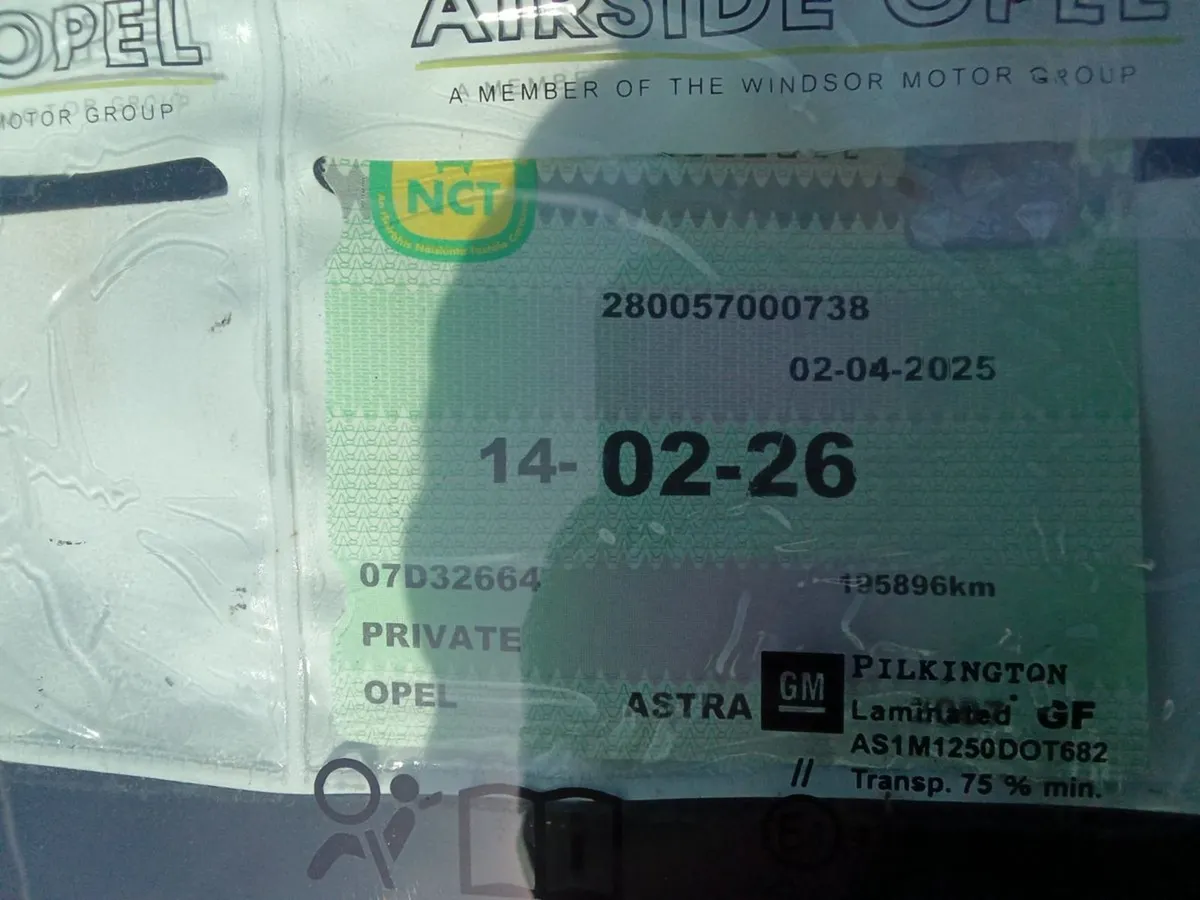 OPEL
MOTOR GROUP
AIRSIDE OPEL
A MEMBER OF THE WINDSOR MOTOR GROUP
NCT
280057000738
02-04-2025
14-02-26
07D32664
195896km
PRIVATE
OPEL
ASTRA
GM
PILKINGTON
Laminated GF
AS1M1250DOT682
// Transp. 75 % min.